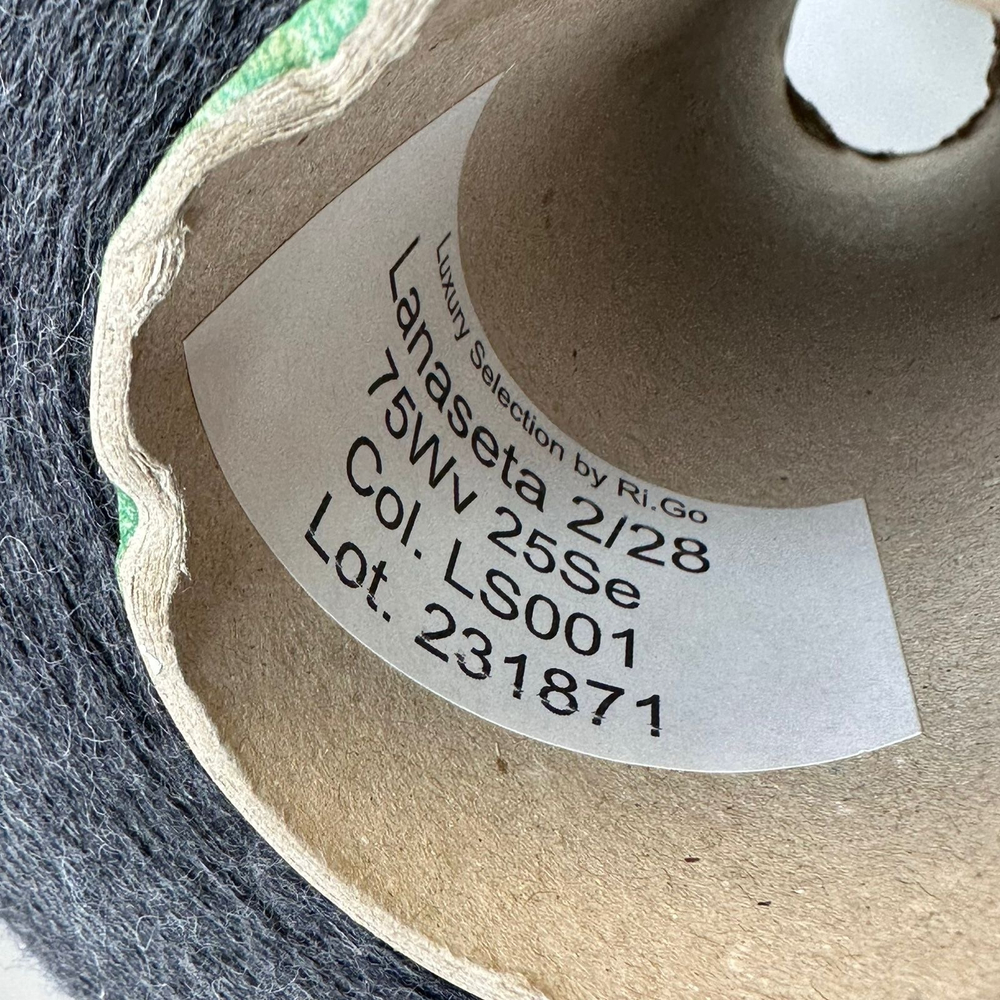 Luxury Selection by Ri.Go
Lanaseta 2/28
75Wv 25Se
Col. LS001
Lot. 231871